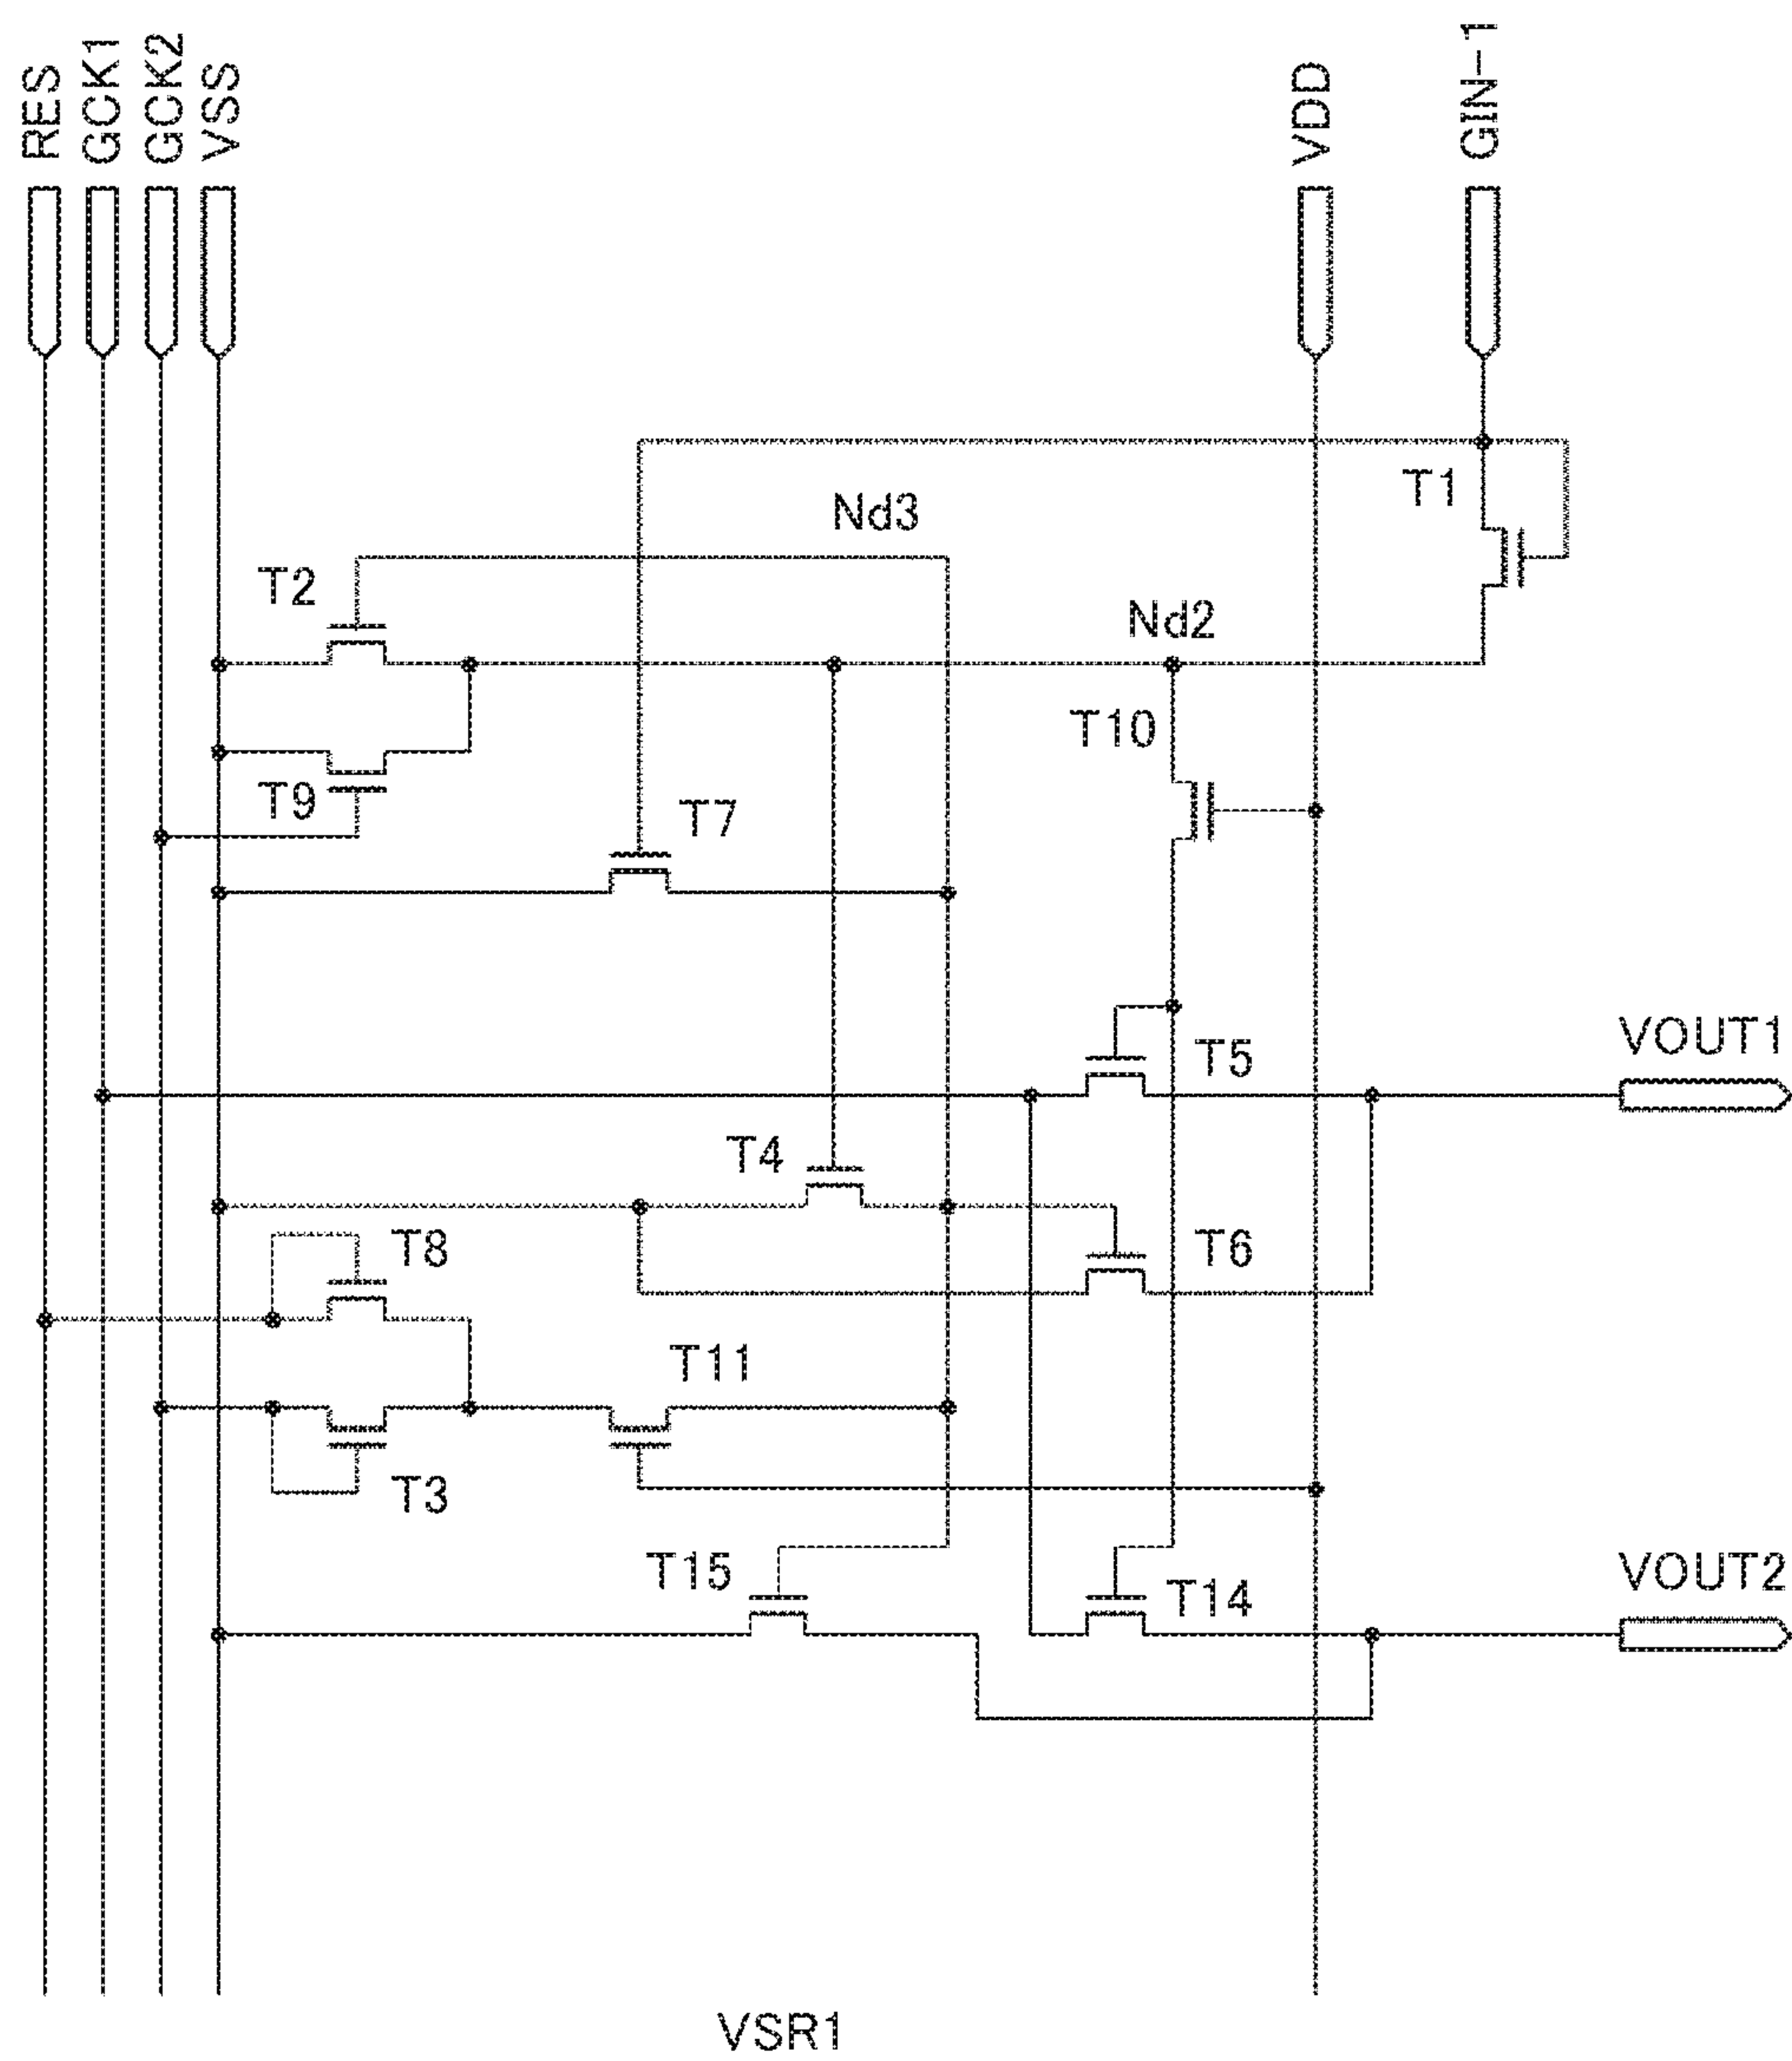 RES
GCK1
GCK2
VSS
VDD
GIN-1
T1
Nd3
T2
Nd2
T10
T9
T7
VOUT1
T5
T4
T8
T6
T11
T3
T15
T14
VOUT2
VSR1